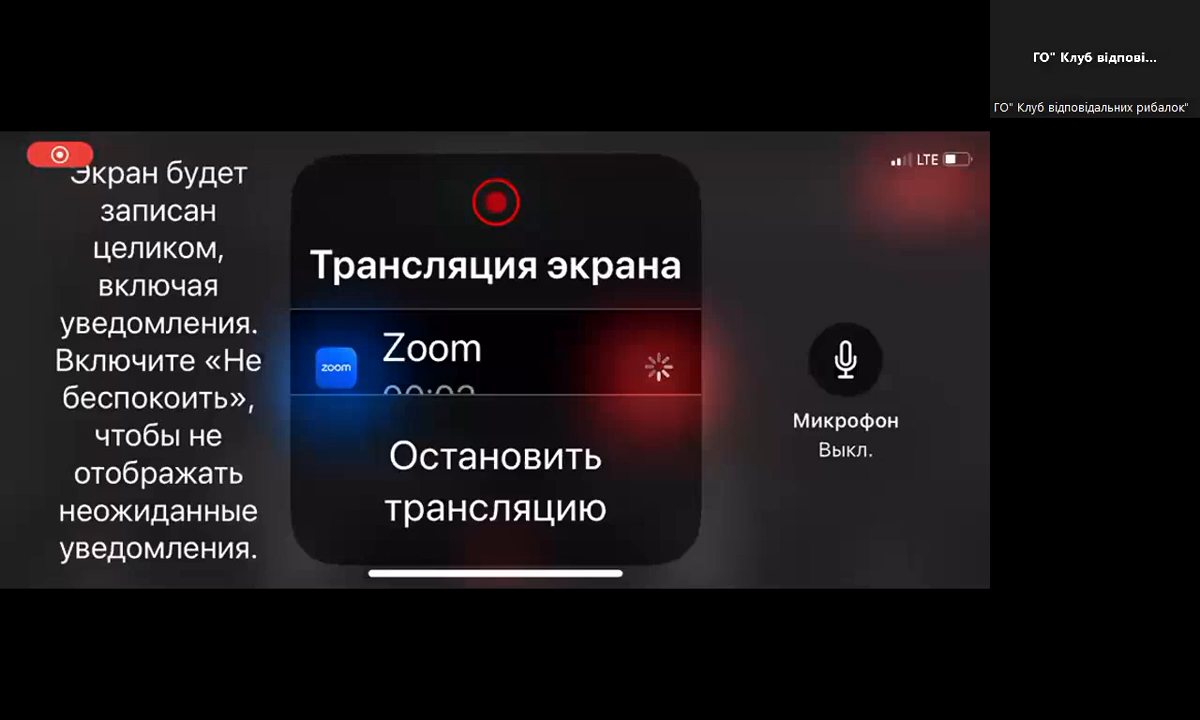 ГО" Клуб відпові...
ГО" Клуб відповідальних рибалок"
LTE
Экран будет
записан
целиком,
включая
уведомления.
Включите «Не
беспокоить»,
чтобы не
отображать
неожиданные
уведомления.
Трансляция экрана
zoom
Zoom
Остановить
трансляцию
Микрофон
Выкл.